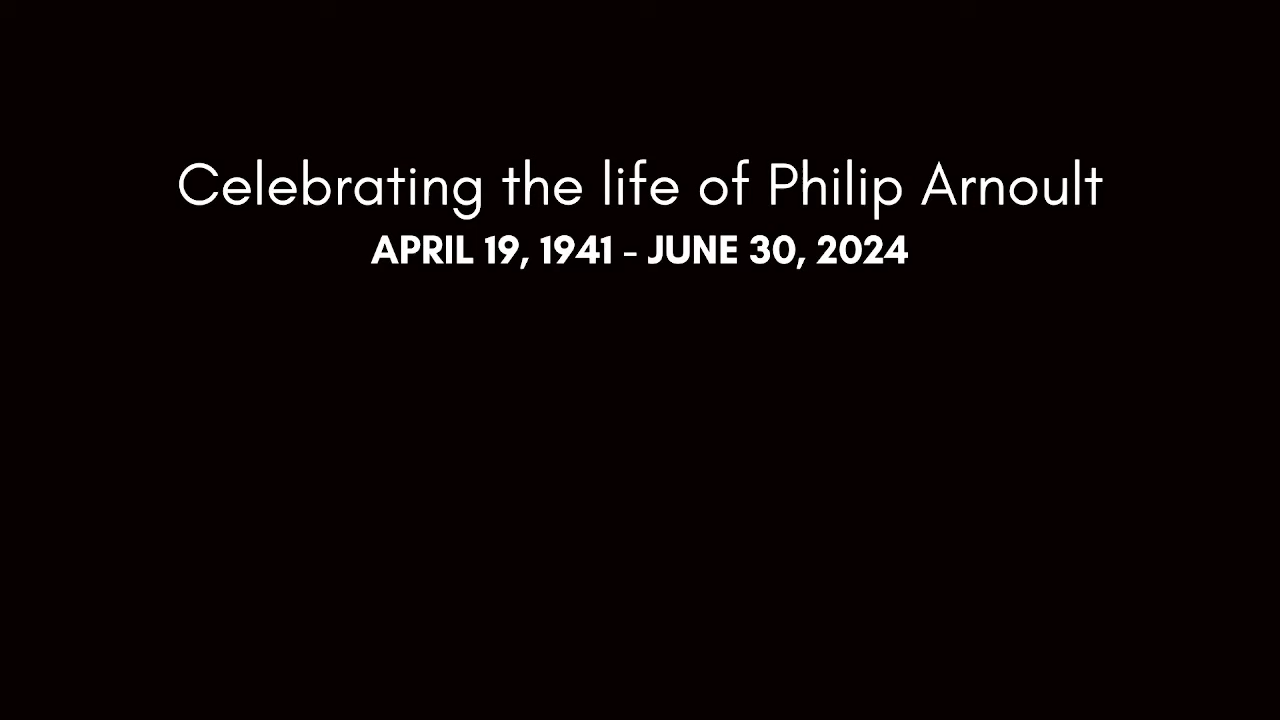 Celebrating the life of Philip Arnoult
APRIL 19, 1941 - JUNE 30, 2024